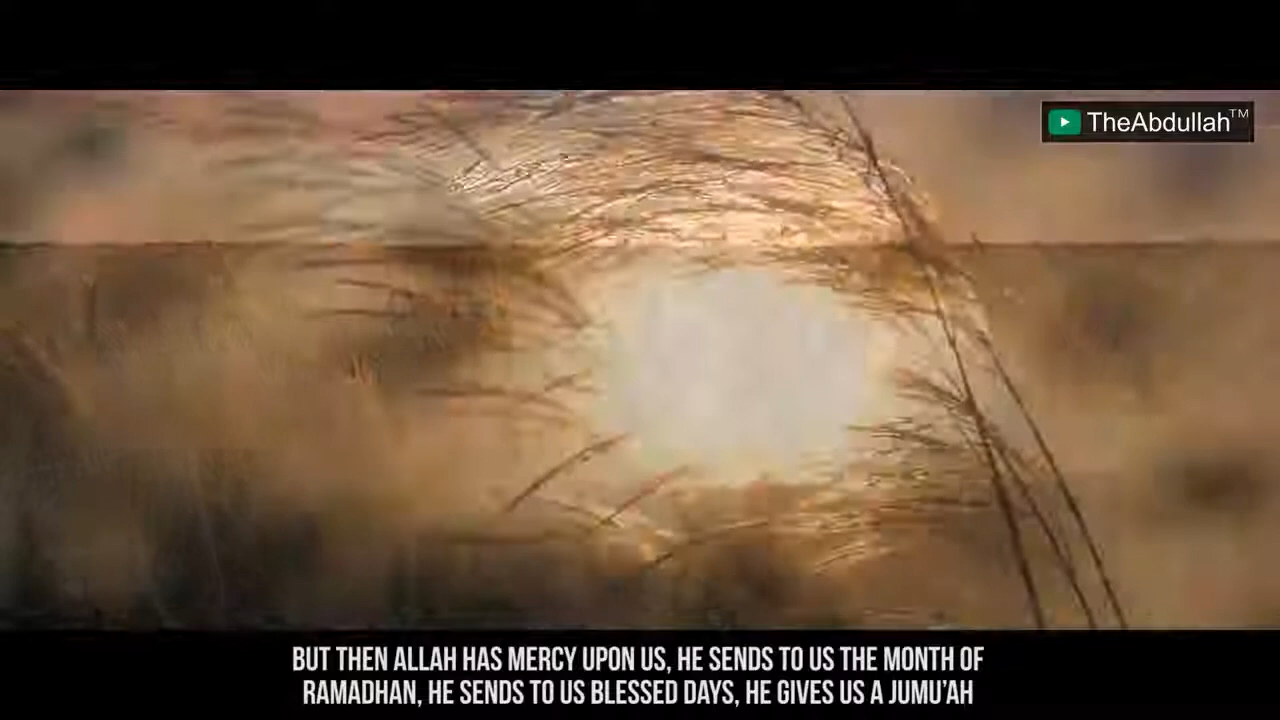 TheAbdullah™
BUT THEN ALLAH HAS MERCY UPON US, HE SENDS TO US THE MONTH OF
RAMADHAN, HE SENDS TO US BLESSED DAYS, HE GIVES US A JUMU'AH